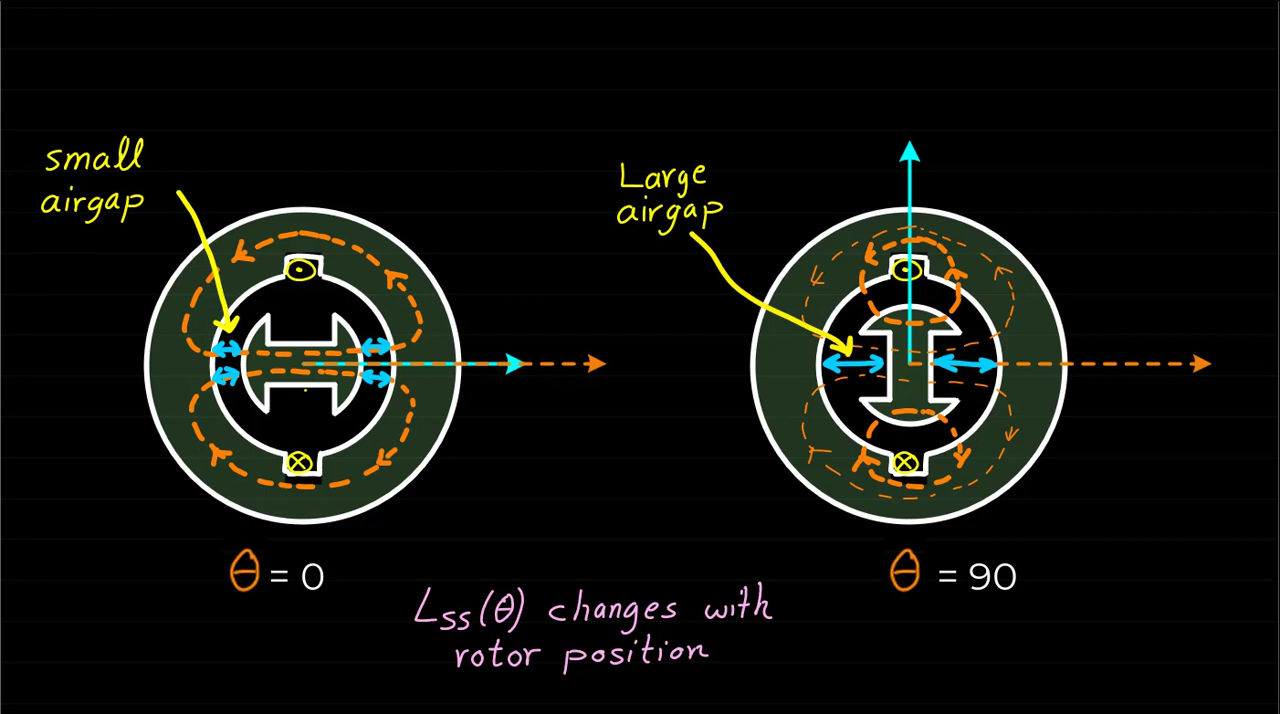 small
airgap
Large
airgap
θ = 0
θ = 90
Lss(θ) changes with
rotor position